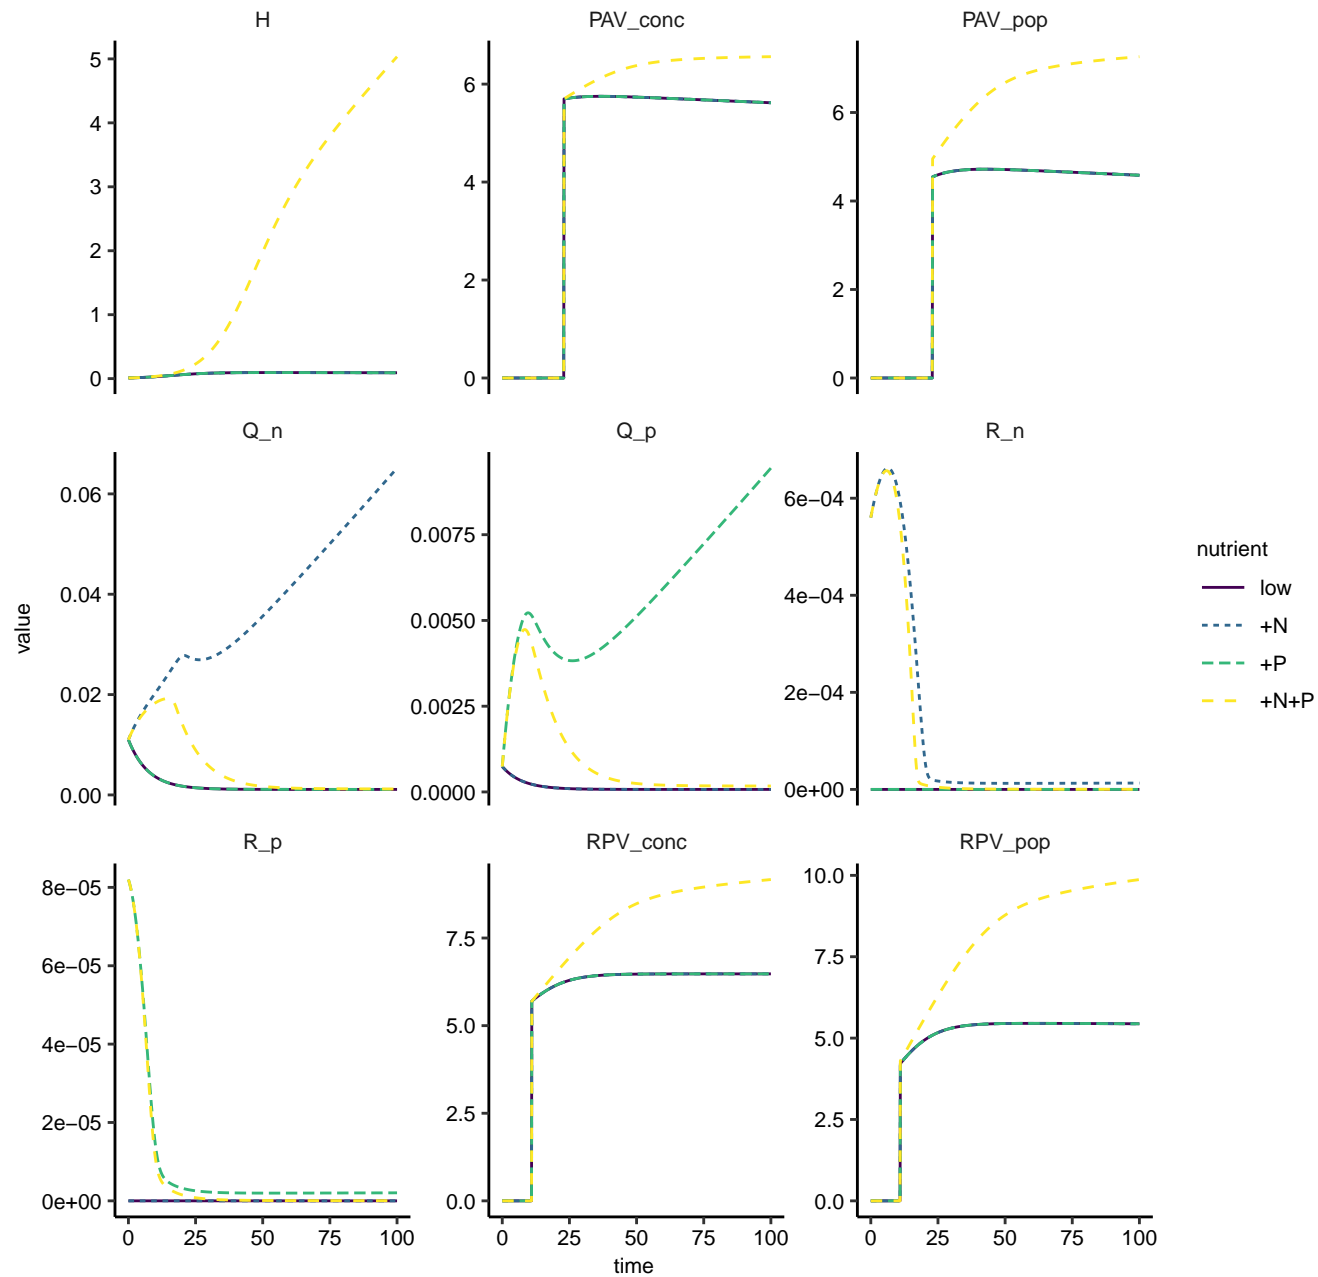 H
PAV_conc
PAV_pop
5
4
3
2
1
0
6
4
2
0
6
4
2
0
Q_n
Q_p
R_n
0.06
0.04
0.02
0.00
0.0075
0.0050
0.0025
0.0000
6e−04
4e−04
2e−04
0e+00
value
nutrient
low
+N
+P
+N+P
R_p
RPV_conc
RPV_pop
8e−05
6e−05
4e−05
2e−05
0e+00
7.5
5.0
2.5
0.0
10.0
7.5
5.0
2.5
0.0
0 25 50 75 100
0 25 50 75 100
0 25 50 75 100
time